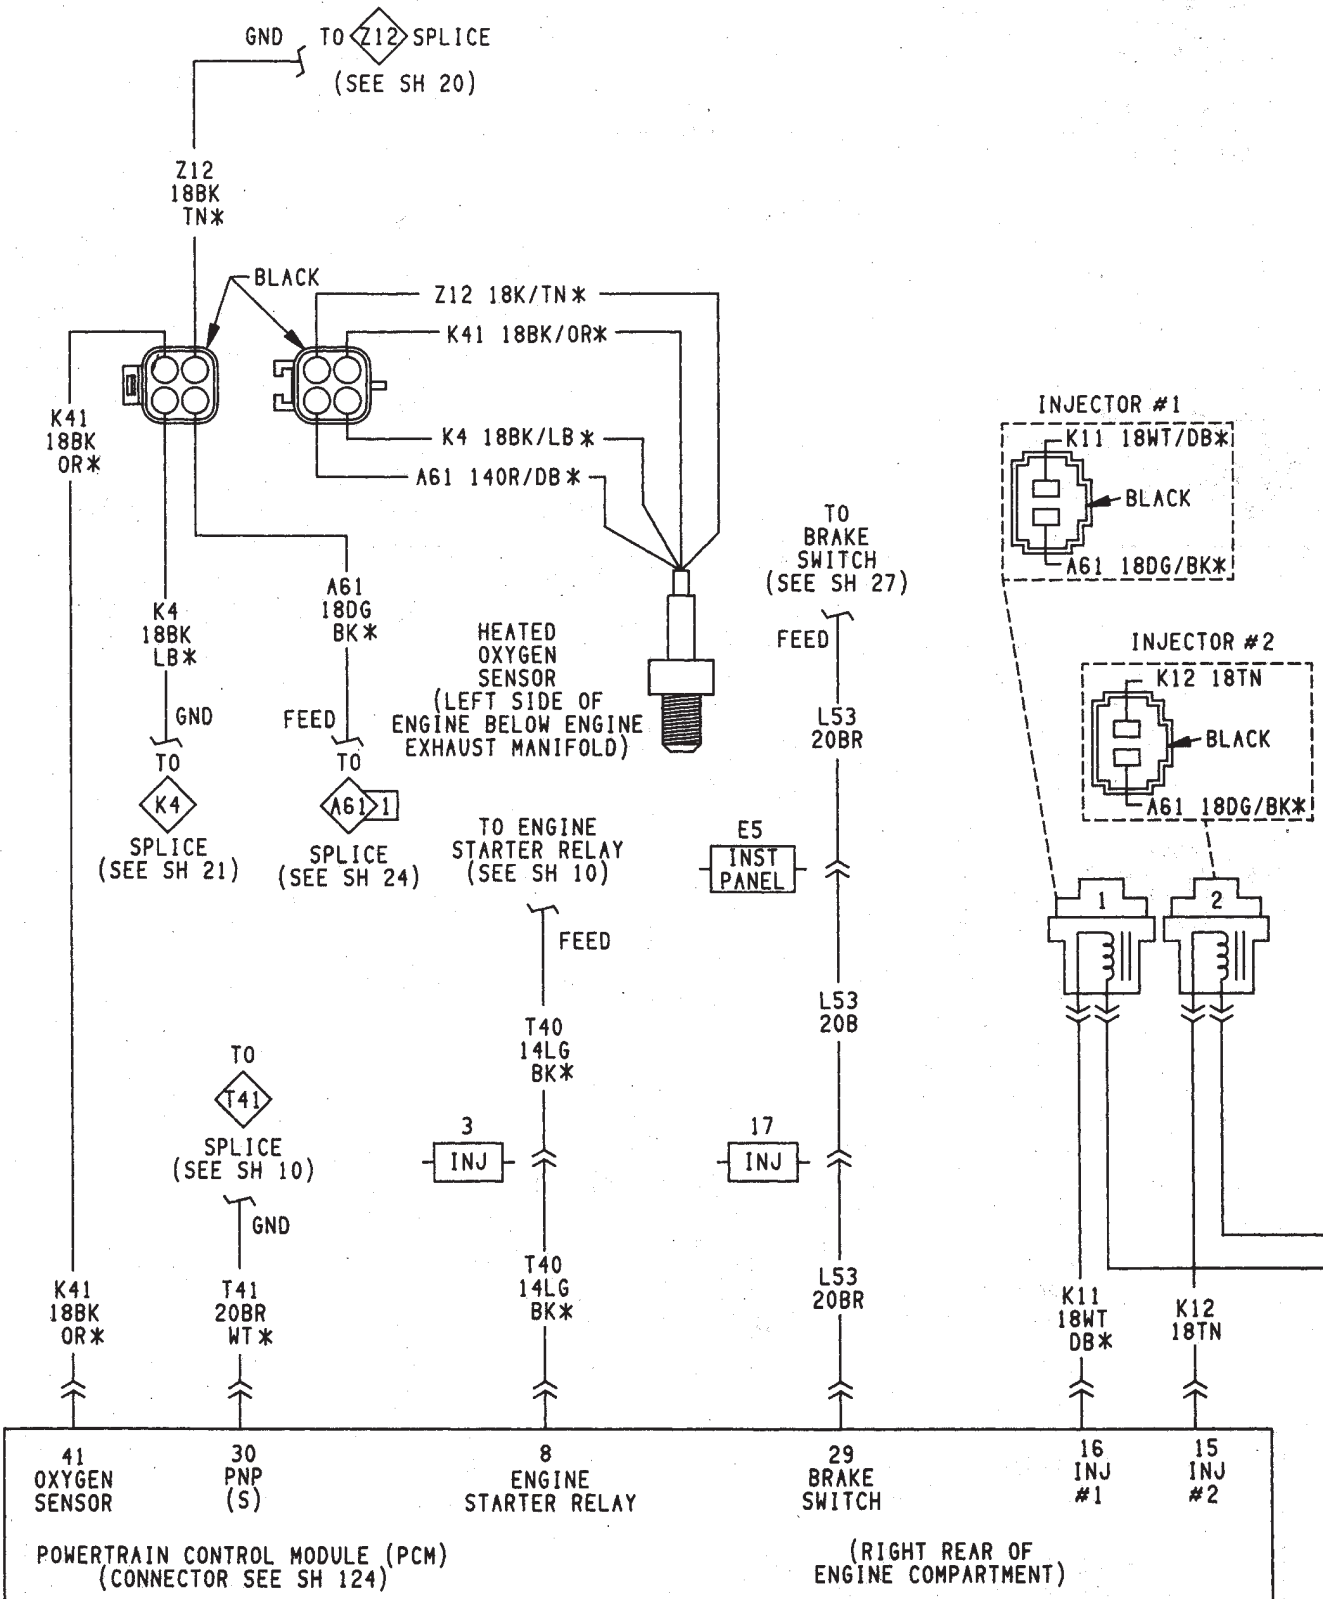 GND TO Z12 SPLICE
(SEE SH 20)
Z12
18BK
TN*
BLACK
Z12 18K/TN*
K41 18BK/OR*
K4 18BK/LB*
A61 140R/DB*
K41
18BK
OR*
K4
18BK
LB*
GND
TO
K4
SPLICE
(SEE SH 21)
A61
18DG
BK*
FEED
TO
A61 1
SPLICE
(SEE SH 24)
HEATED
OXYGEN
SENSOR
(LEFT SIDE OF
ENGINE BELOW ENGINE
EXHAUST MANIFOLD)
TO
BRAKE
SWITCH
(SEE SH 27)
FEED
L53
20BR
E5
INST
PANEL
L53
20B
17
INJ
L53
20BR
INJECTOR #1
K11 18WT/DB*
BLACK
A61 18DG/BK*
INJECTOR #2
K12 18TN
BLACK
A61 18DG/BK*
1
2
TO ENGINE
STARTER RELAY
(SEE SH 10)
FEED
T40
14LG
BK*
3
INJ
T40
14LG
BK*
TO
T41
SPLICE
(SEE SH 10)
GND
K41
18BK
OR*
T41
20BR
WT*
K11
18WT
DB*
K12
18TN
41
OXYGEN
SENSOR
30
PNP
(S)
8
ENGINE
STARTER RELAY
29
BRAKE
SWITCH
16
INJ
#1
15
INJ
#2
POWERTRAIN CONTROL MODULE (PCM)
(CONNECTOR SEE SH 124)
(RIGHT REAR OF
ENGINE COMPARTMENT)